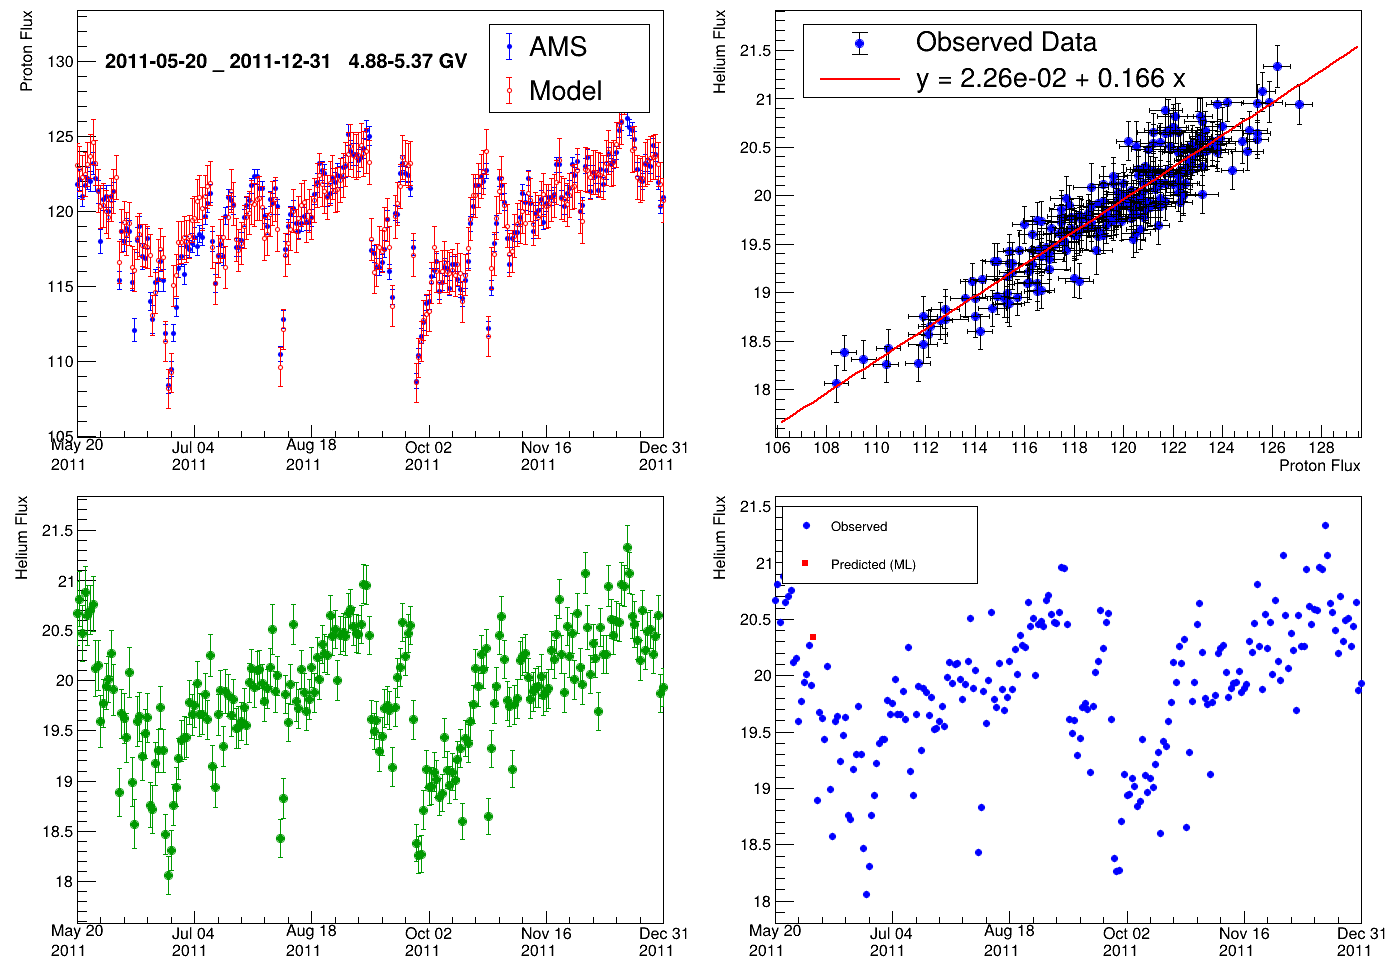 Proton Flux
130
125
120
115
110
105
2011-05-20 _ 2011-12-31 4.88-5.37 GV
AMS
Model
May 20
2011
Jul 04
2011
Aug 18
2011
Oct 02
2011
Nov 16
2011
Dec 31
2011
Helium Flux
21.5
21
20.5
20
19.5
19
18.5
18
Observed Data
y = 2.26e-02 + 0.166 x
106
108
110
112
114
116
118
120
122
124
126
128
Proton Flux
Helium Flux
21.5
21
20.5
20
19.5
19
18.5
18
May 20
2011
Jul 04
2011
Aug 18
2011
Oct 02
2011
Nov 16
2011
Dec 31
2011
Helium Flux
21.5
21
20.5
20
19.5
19
18.5
18
Observed
Predicted (ML)
May 20
2011
Jul 04
2011
Aug 18
2011
Oct 02
2011
Nov 16
2011
Dec 31
2011